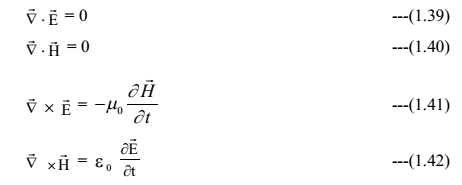 ∇⃗ . E⃗ = 0 ---(1.39)
∇⃗ . H⃗ = 0 ---(1.40)
∇⃗ × E⃗ = −μ₀ ∂H⃗/∂t ---(1.41)
∇⃗ ×H⃗ = ε₀ ∂E⃗/∂t ---(1.42)